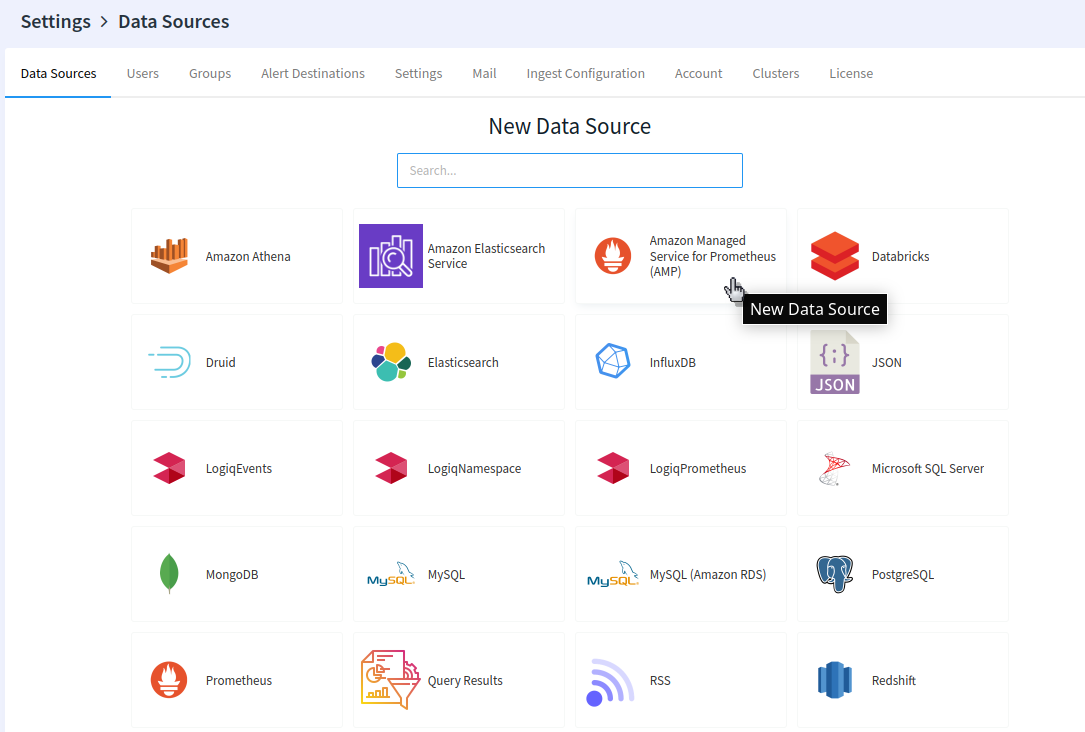 Settings > Data Sources
Data Sources Users Groups Alert Destinations Settings Mail Ingest Configuration Account Clusters License
New Data Source
Search...
Amazon Athena
Amazon Elasticsearch
Service
Amazon Managed
Service for Prometheus
(AMP)
Databricks
New Data Source
Druid
Elasticsearch
InfluxDB
{;}
JSON
JSON
LogiqEvents
LogiqNamespace
LogiqPrometheus
Microsoft SQL Server
MongoDB
MySQL
MySQL
MySQL
MySQL (Amazon RDS)
PostgreSQL
Prometheus
Query Results
RSS
Redshift